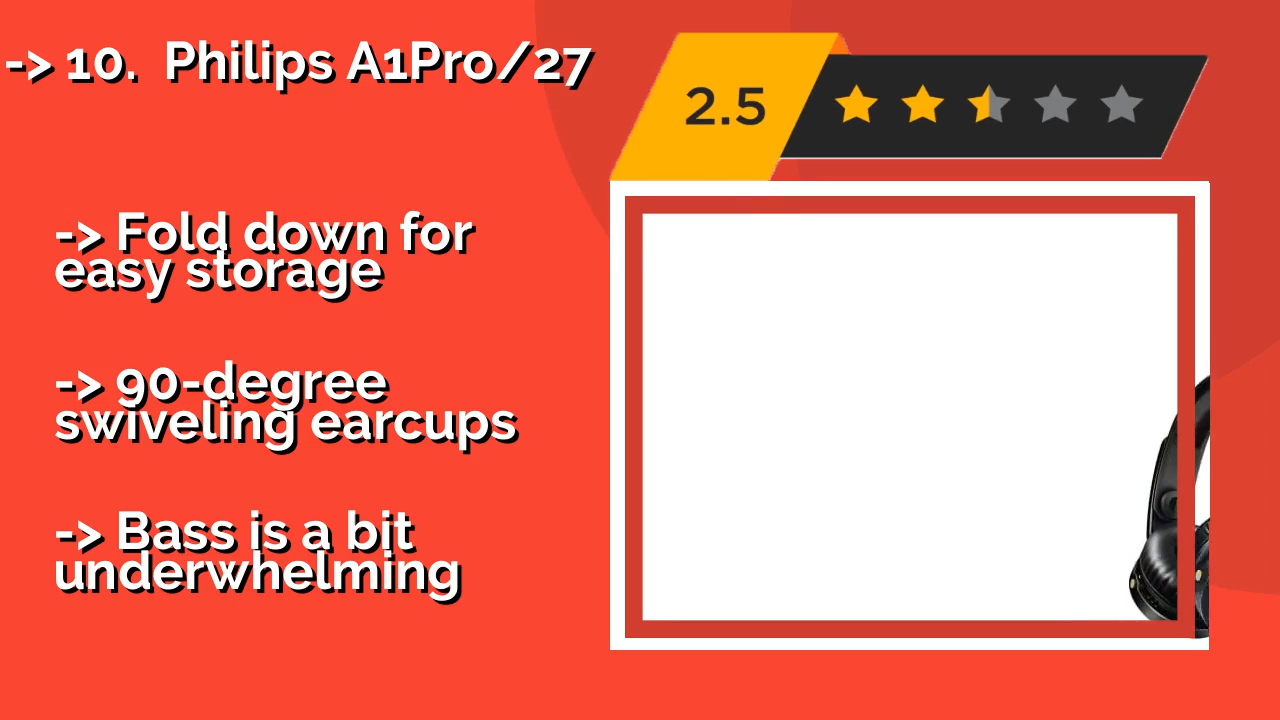 -> 10.  Philips A1Pro/27
2.5
-> Fold down for
easy storage
-> 90-degree
swiveling earcups
-> Bass is a bit
underwhelming